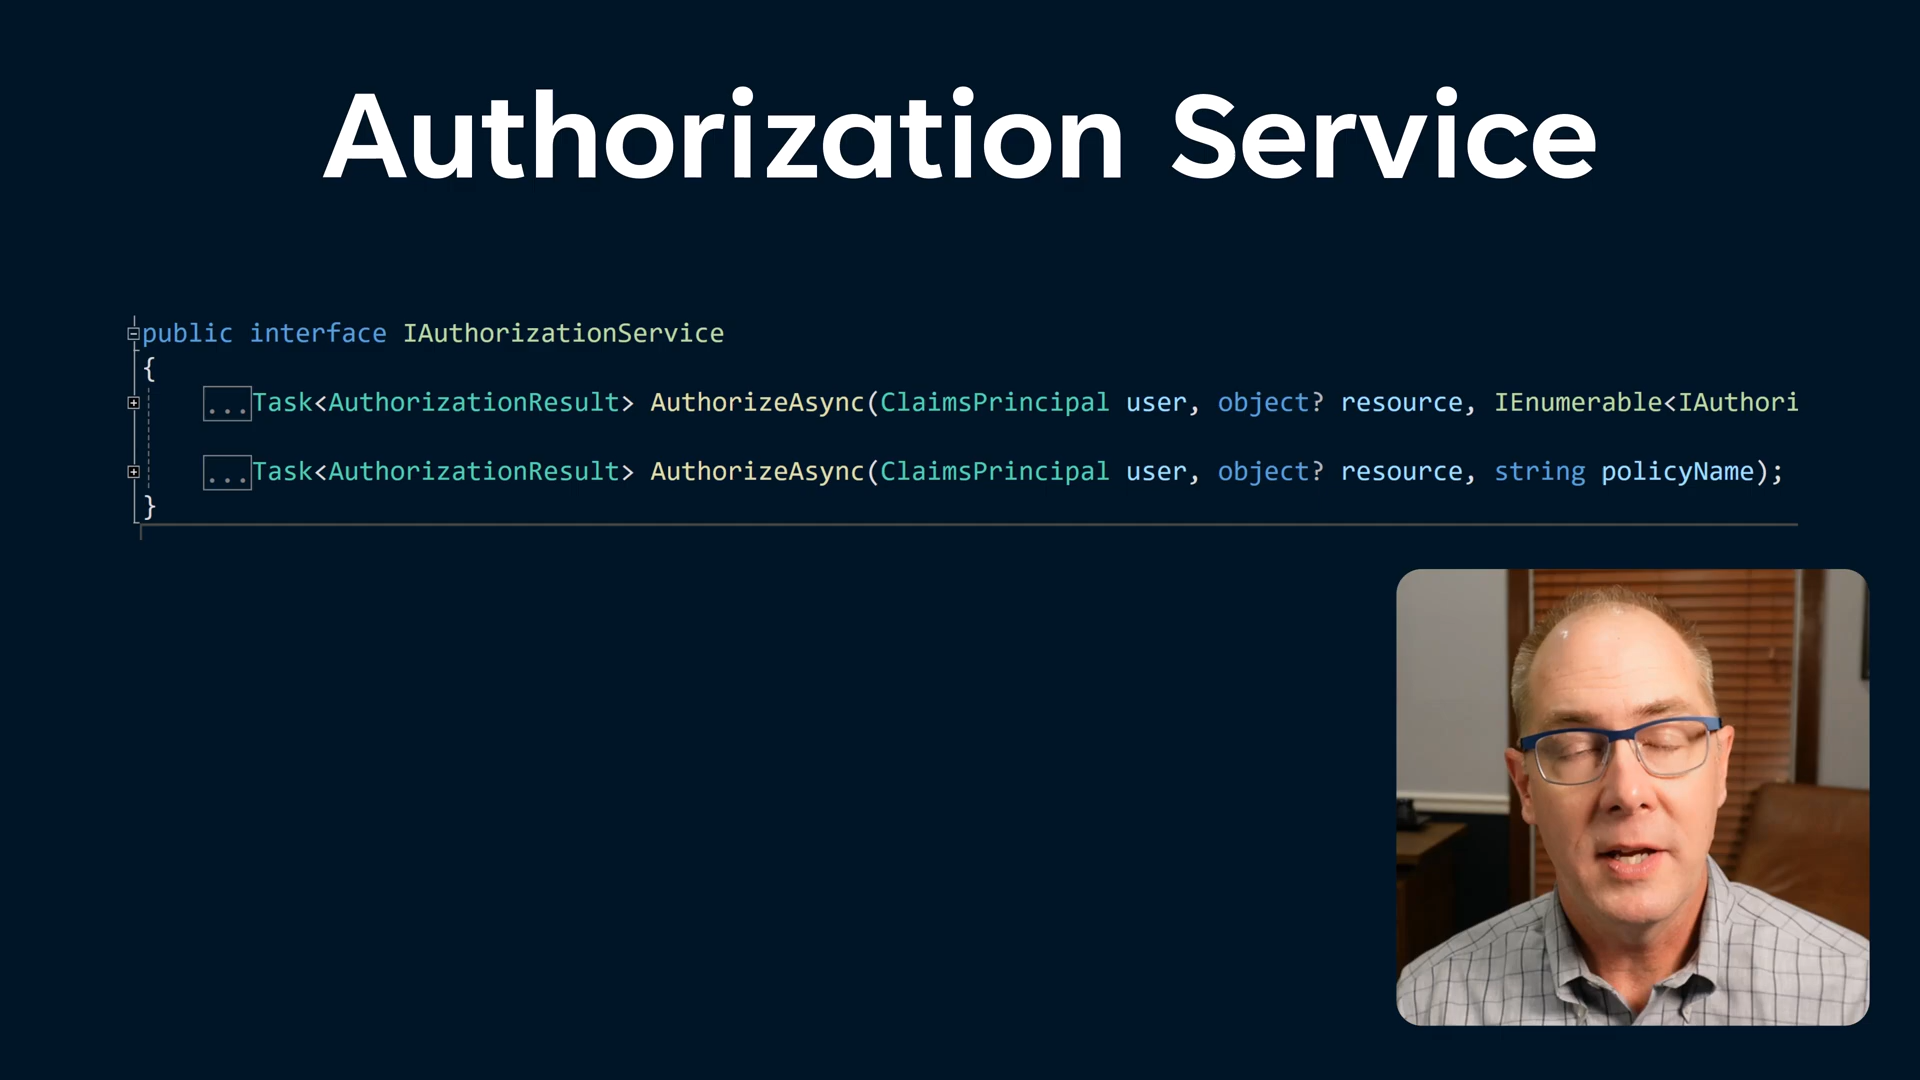 Authorization Service
public interface IAuthorizationService
{
...Task<AuthorizationResult> AuthorizeAsync(ClaimsPrincipal user, object? resource, IEnumerable<IAuthori
...Task<AuthorizationResult> AuthorizeAsync(ClaimsPrincipal user, object? resource, string policyName);
}